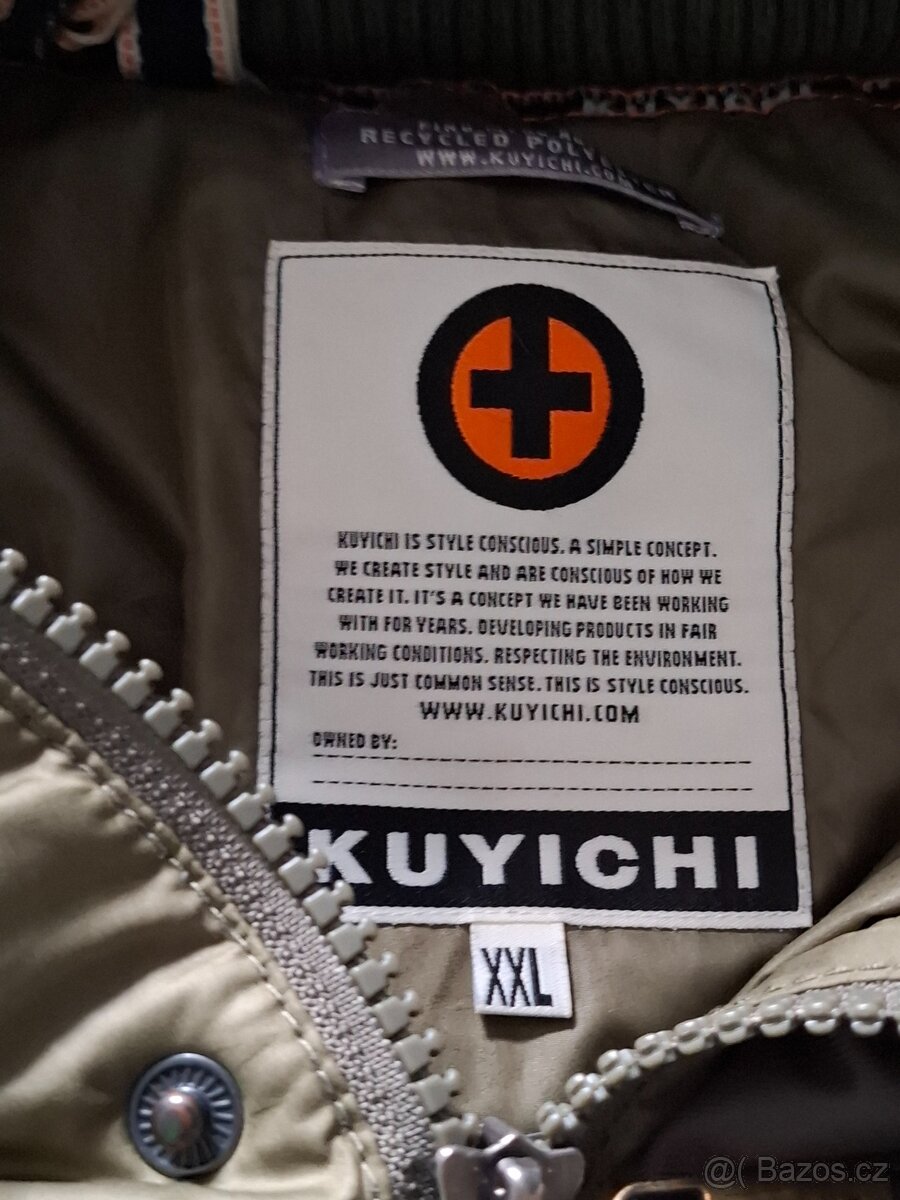 RECYCLED
WWW.KUYICHI.COM
KUYICHI IS STYLE CONSCIOUS. A SIMPLE CONCEPT.
WE CREATE STYLE AND ARE CONSCIOUS OF HOW WE
CREATE IT. IT'S A CONCEPT WE HAVE BEEN WORKING
WITH FOR YEARS. DEVELOPING PRODUCTS IN FAIR
WORKING CONDITIONS. RESPECTING THE ENVIRONMENT.
THIS IS JUST COMMON SENSE. THIS IS STYLE CONSCIOUS.
WWW.KUYICHI.COM
OWNED BY:
KUYICHI
XXL
@( Bazos.cz